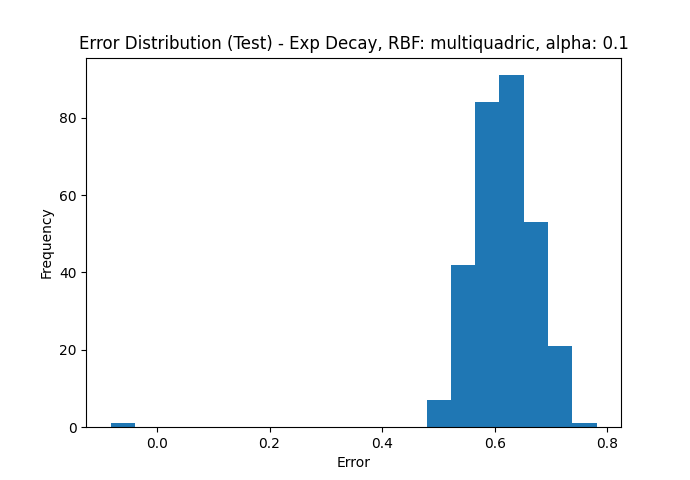 Error Distribution (Test) - Exp Decay, RBF: multiquadric, alpha: 0.1
Frequency
80
60
40
20
0
0.0 0.2 0.4 0.6 0.8
Error